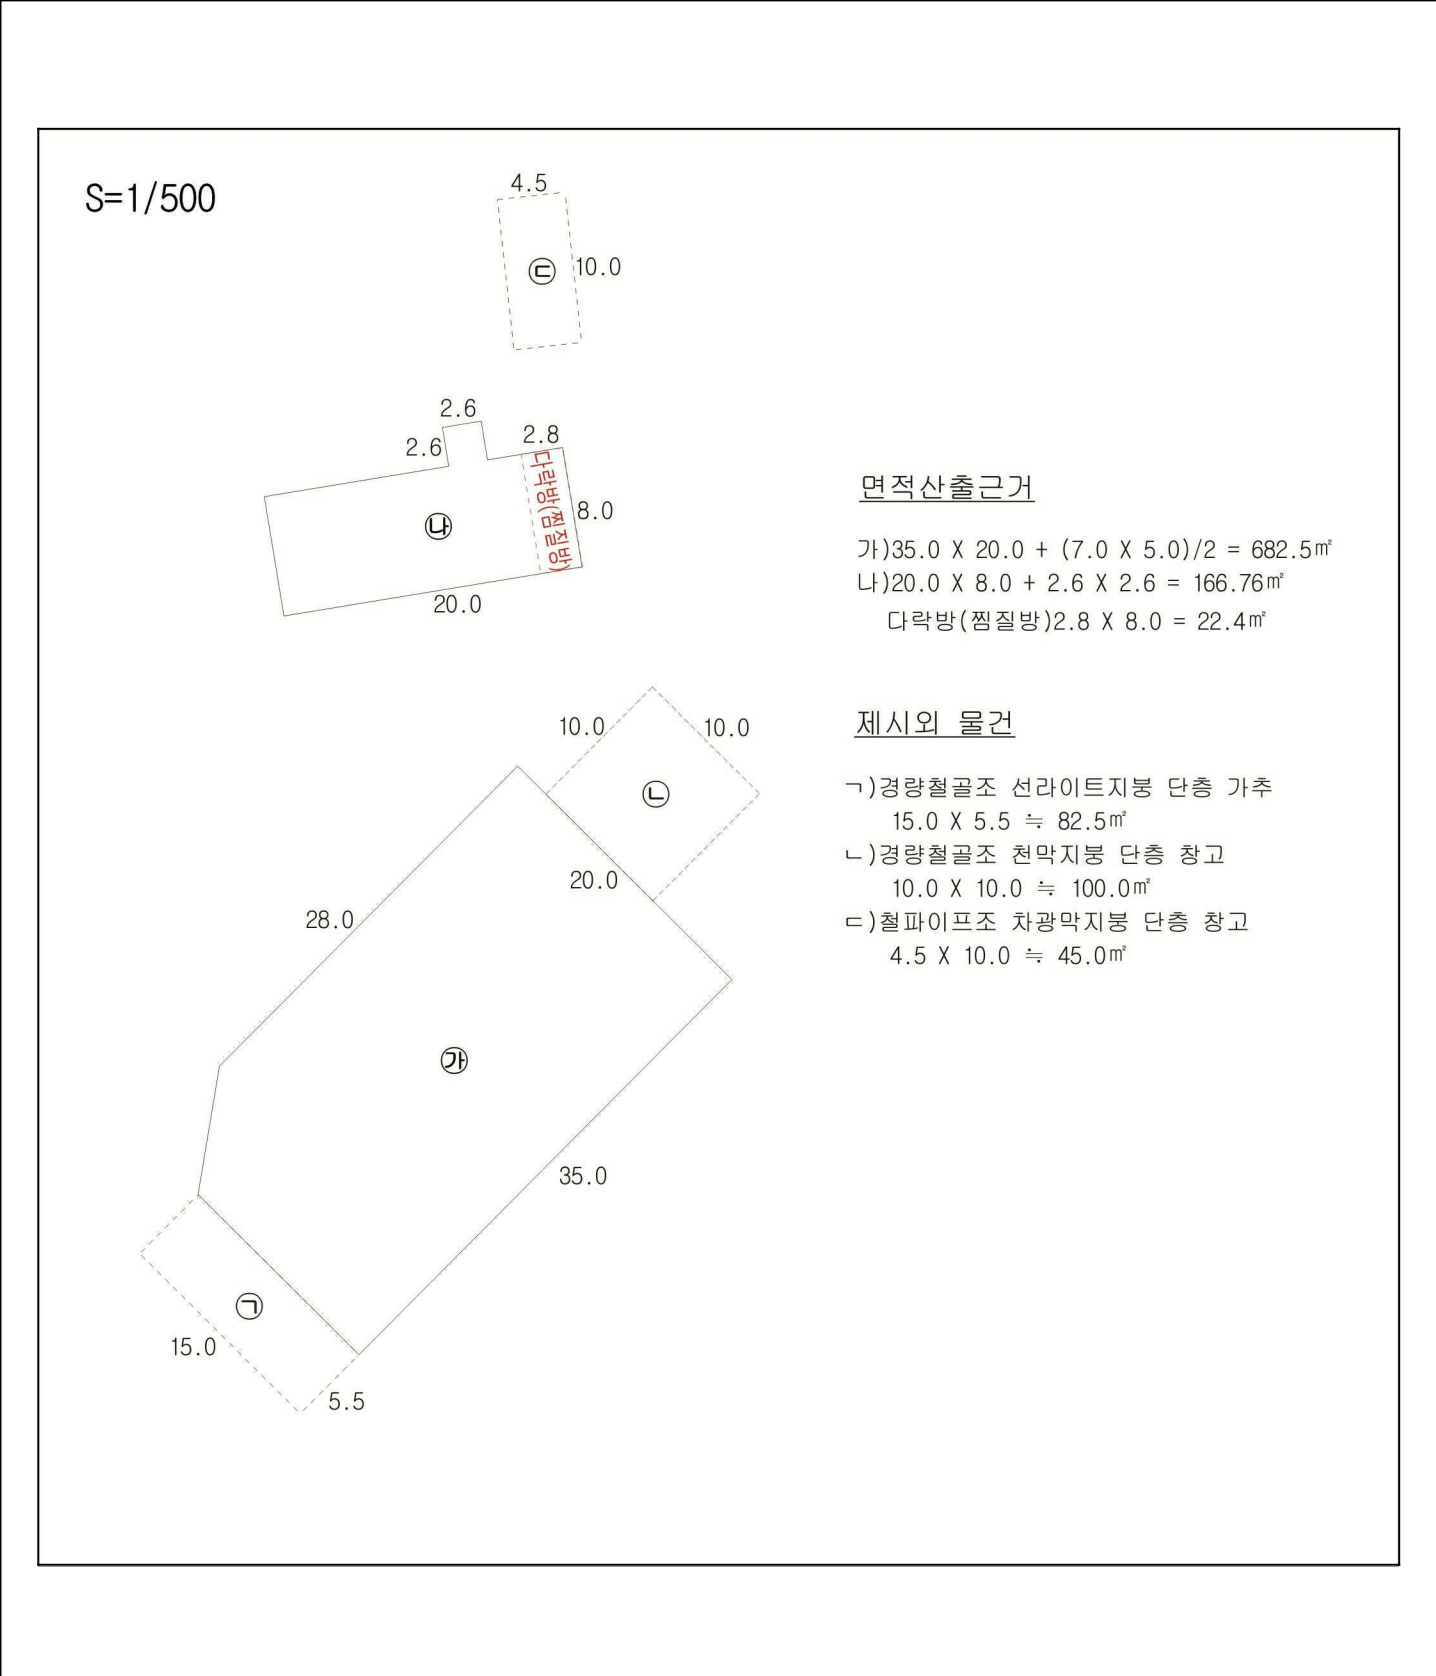 S=1/500
4.5
㉢
10.0
2.6
2.6
2.8
다락방(찜질방)
㉯
8.0
20.0
면적산출근거
가)35.0 X 20.0 + (7.0 X 5.0)/2 = 682.5㎡
나)20.0 X 8.0 + 2.6 X 2.6 = 166.76㎡
다락방(찜질방)2.8 X 8.0 = 22.4㎡
제시외 물건
ㄱ)경량철골조 선라이트지붕 단층 가추
15.0 X 5.5 ≒ 82.5㎡
ㄴ)경량철골조 천막지붕 단층 창고
10.0 X 10.0 ≒ 100.0㎡
ㄷ)철파이프조 차광막지붕 단층 창고
4.5 X 10.0 ≒ 45.0㎡
10.0
10.0
㉡
20.0
28.0
㉮
35.0
㉠
15.0
5.5